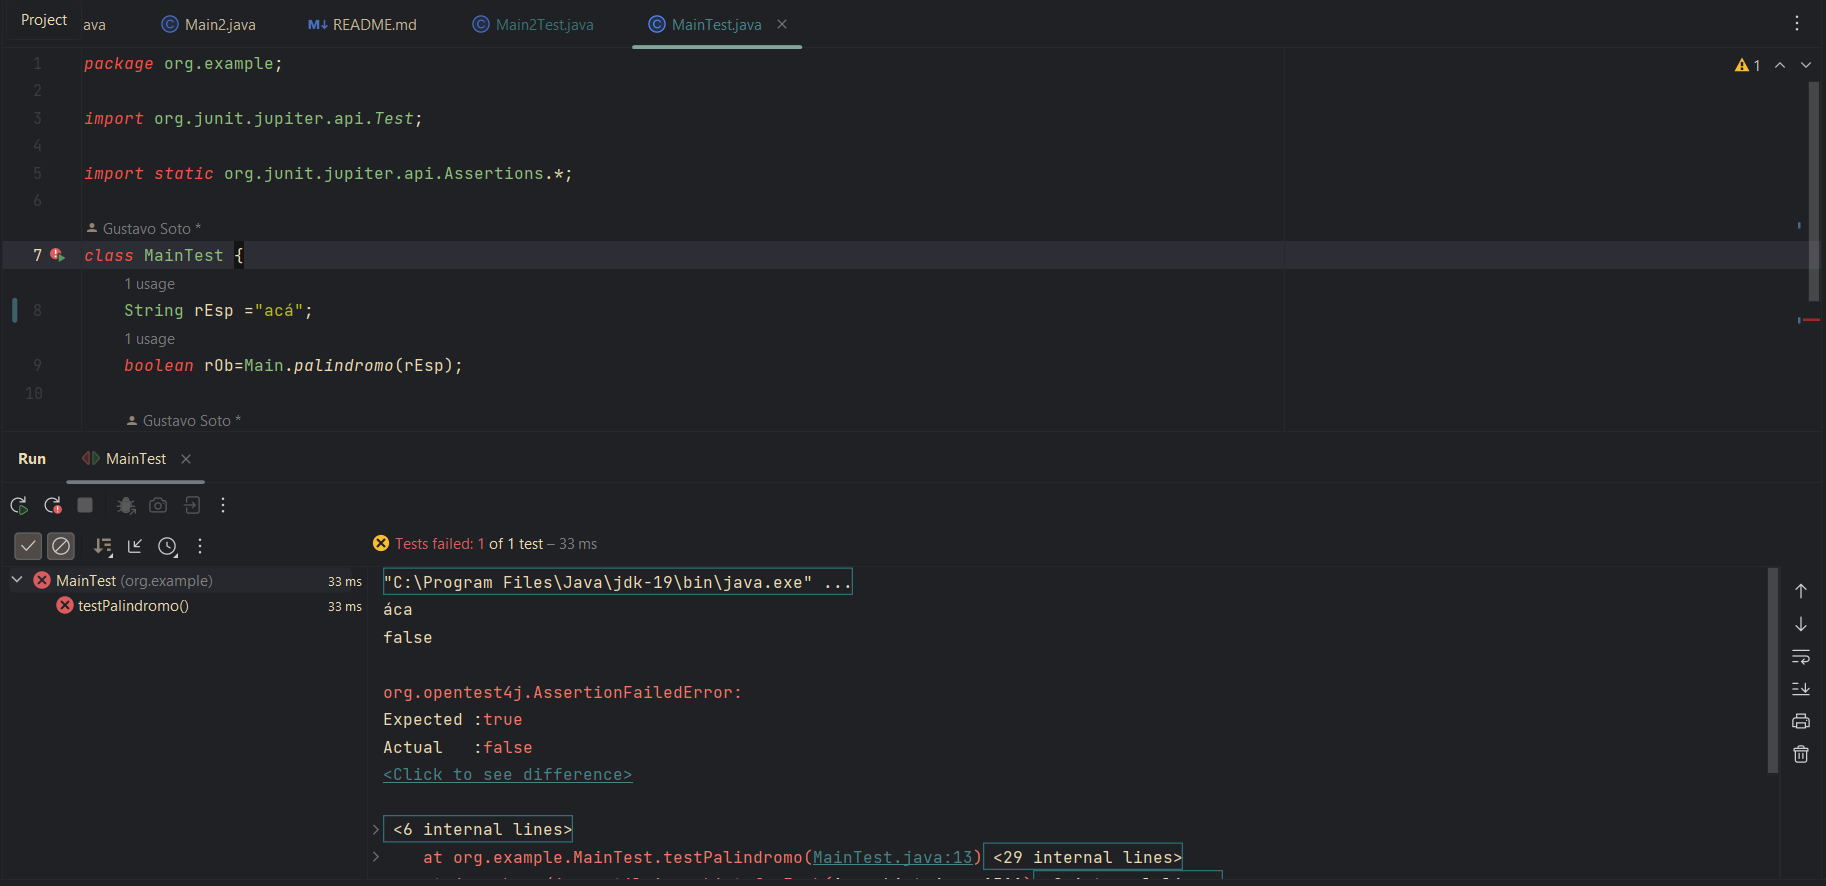 Project
ava
Main2.java
M↓ README.md
Main2Test.java
MainTest.java
1
1 package org.example;
2
3 import org.junit.jupiter.api.Test;
4
5 import static org.junit.jupiter.api.Assertions.*;
6
Gustavo Soto *
7 class MainTest {
1 usage
8 String rEsp ="acá";
1 usage
9 boolean rOb=Main.palindromo(rEsp);
10
Gustavo Soto *
Run
MainTest
Tests failed: 1 of 1 test – 33 ms
MainTest (org.example) 33 ms
testPalindromo() 33 ms
"C:\Program Files\Java\jdk-19\bin\java.exe" ...
áca
false
org.opentest4j.AssertionFailedError:
Expected :true
Actual :false
<Click to see difference>
<6 internal lines>
at org.example.MainTest.testPalindromo(MainTest.java:13) <29 internal lines>